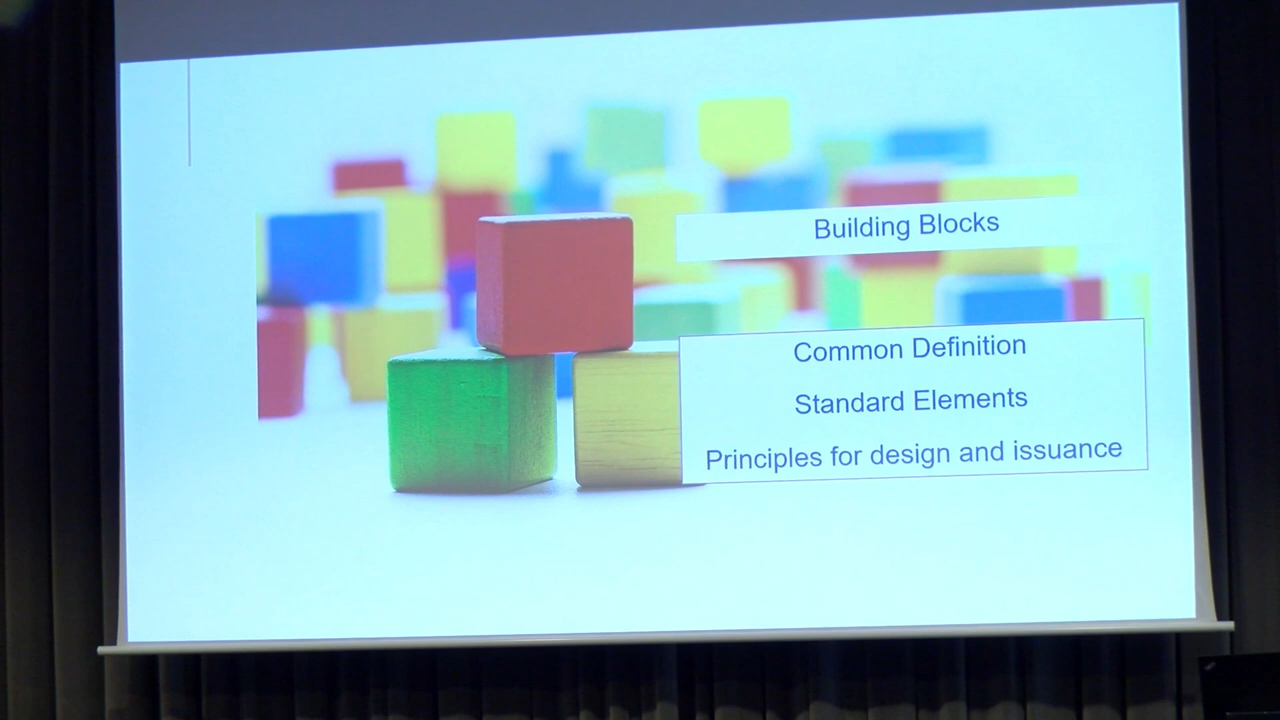 Building Blocks
Common Definition
Standard Elements
Principles for design and issuance